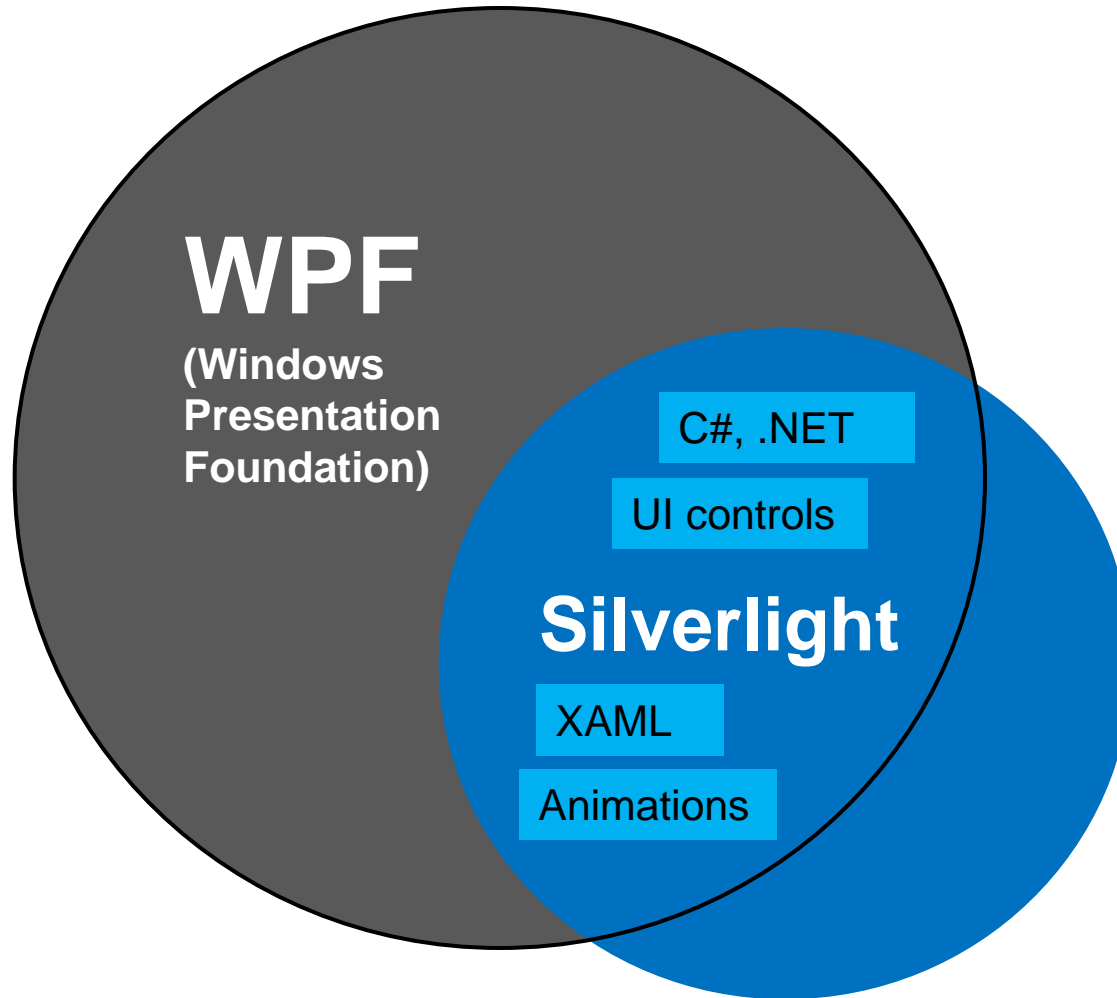 WPF
(Windows
Presentation
Foundation)
C#, .NET
UI controls
Silverlight
XAML
Animations